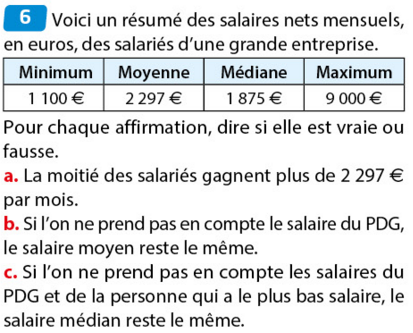 6 Voici un résumé des salaires nets mensuels,
en euros, des salariés d'une grande entreprise.
Minimum Moyenne Médiane Maximum
1 100 € 2 297 € 1 875 € 9 000 €
Pour chaque affirmation, dire si elle est vraie ou
fausse.
a. La moitié des salariés gagnent plus de 2 297 €
par mois.
b. Si l'on ne prend pas en compte le salaire du PDG,
le salaire moyen reste le même.
c. Si l'on ne prend pas en compte les salaires du
PDG et de la personne qui a le plus bas salaire, le
salaire médian reste le même.